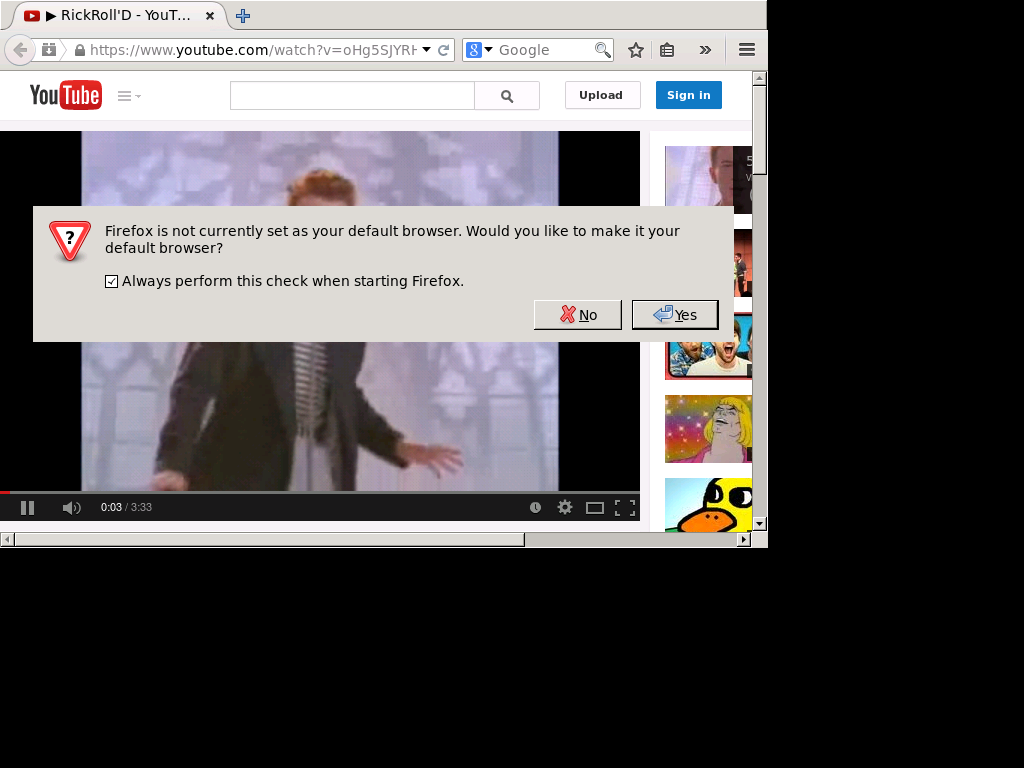 ▶ RickRoll'D - YouT...
https://www.youtube.com/watch?v=oHg5SJYRH
Google
YouTube
Upload
Sign in
Firefox is not currently set as your default browser. Would you like to make it your
default browser?
Always perform this check when starting Firefox.
No
Yes
0:03 / 3:33